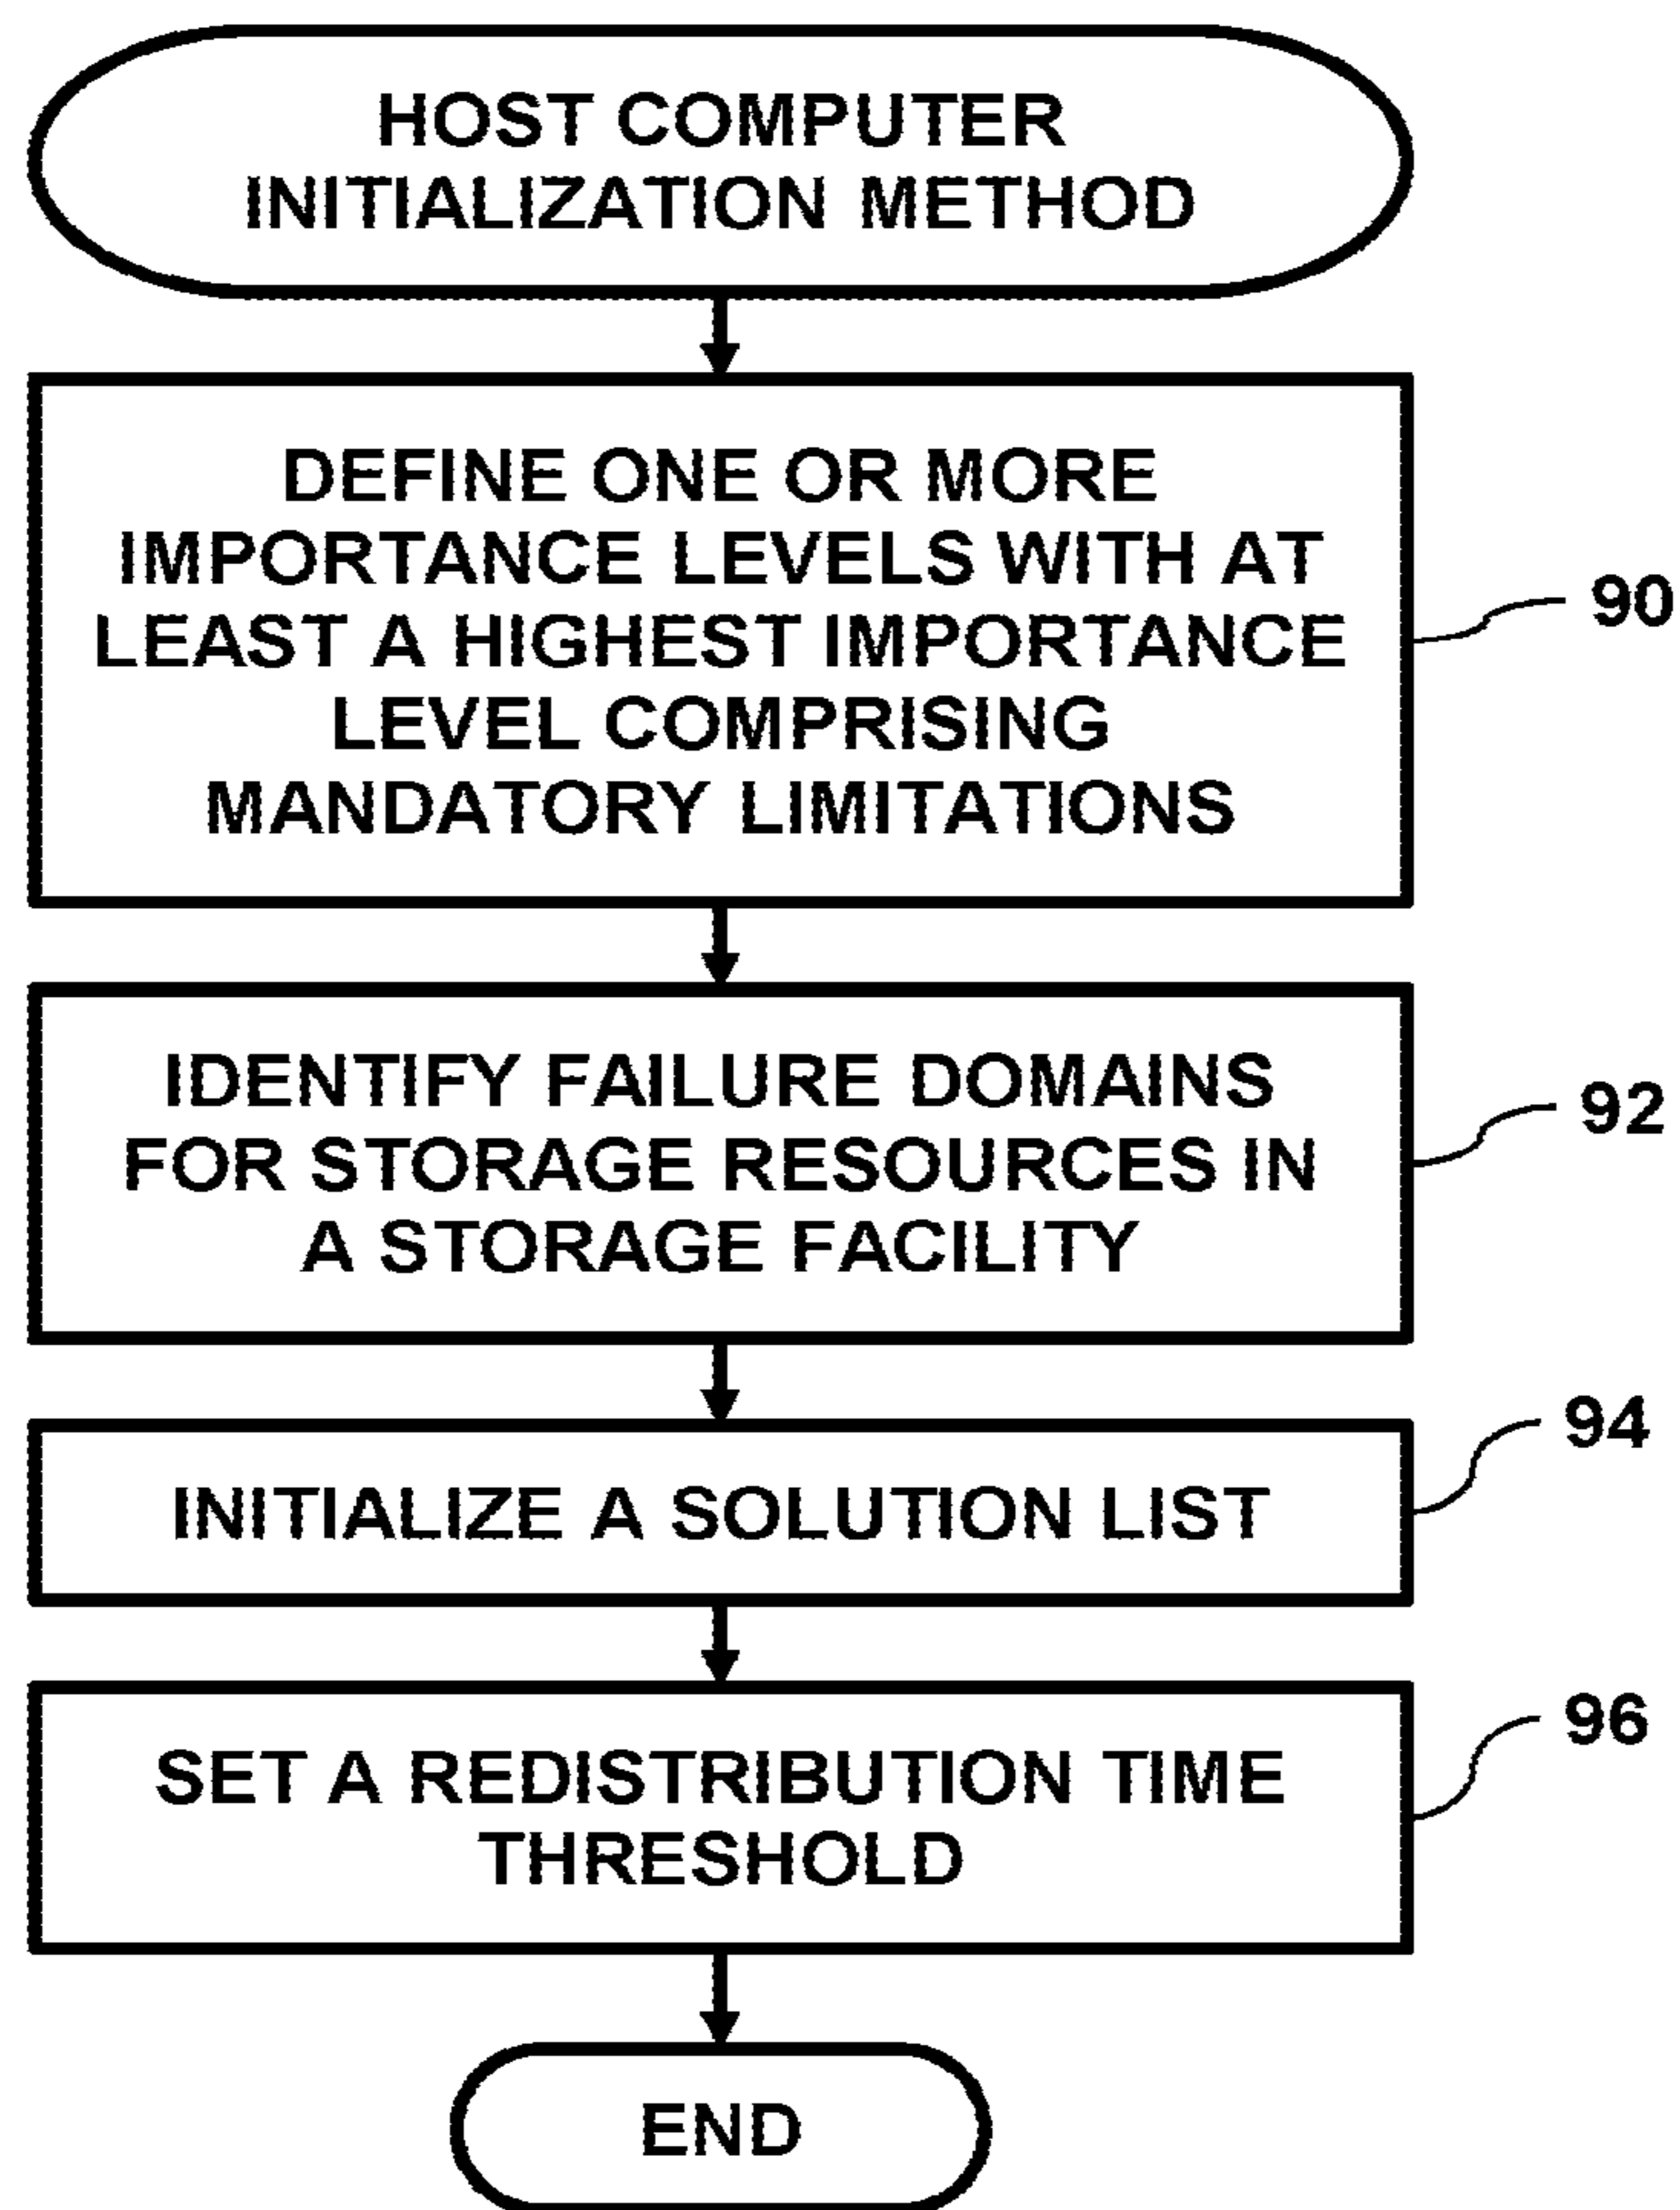 HOST COMPUTER
INITIALIZATION METHOD
DEFINE ONE OR MORE
IMPORTANCE LEVELS WITH AT
LEAST A HIGHEST IMPORTANCE
LEVEL COMPRISING
MANDATORY LIMITATIONS
90
IDENTIFY FAILURE DOMAINS
FOR STORAGE RESOURCES IN
A STORAGE FACILITY
92
INITIALIZE A SOLUTION LIST
94
SET A REDISTRIBUTION TIME
THRESHOLD
96
END